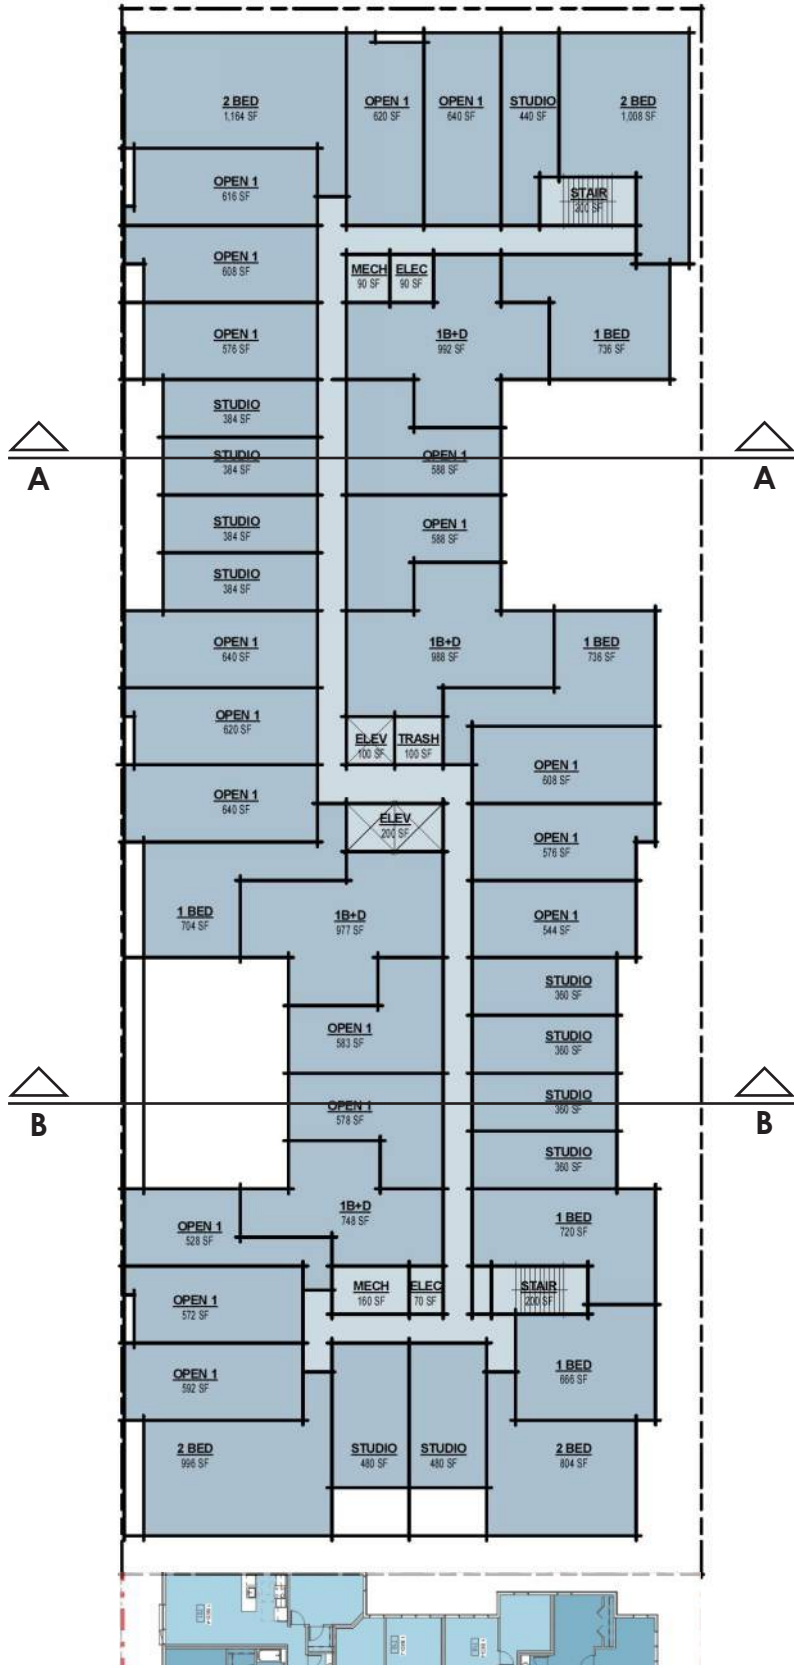 2 BED
1,164 SF
OPEN 1
620 SF
OPEN 1
640 SF
STUDIO
440 SF
2 BED
1,008 SF
OPEN 1
616 SF
STAIR
200 SF
OPEN 1
608 SF
MECH
90 SF
ELEC
90 SF
OPEN 1
576 SF
1B+D
992 SF
1 BED
736 SF
STUDIO
384 SF
A
STUDIO
384 SF
OPEN 1
588 SF
A
STUDIO
384 SF
OPEN 1
588 SF
STUDIO
384 SF
OPEN 1
640 SF
1B+D
988 SF
1 BED
736 SF
OPEN 1
620 SF
ELEV
100 SF
TRASH
100 SF
OPEN 1
608 SF
OPEN 1
640 SF
ELEV
200 SF
OPEN 1
576 SF
1 BED
704 SF
1B+D
977 SF
OPEN 1
544 SF
STUDIO
360 SF
OPEN 1
583 SF
STUDIO
360 SF
B
OPEN 1
578 SF
STUDIO
360 SF
B
STUDIO
360 SF
OPEN 1
528 SF
1B+D
748 SF
1 BED
720 SF
OPEN 1
572 SF
MECH
160 SF
ELEC
70 SF
STAIR
200 SF
OPEN 1
592 SF
1 BED
666 SF
2 BED
996 SF
STUDIO
480 SF
STUDIO
480 SF
2 BED
804 SF